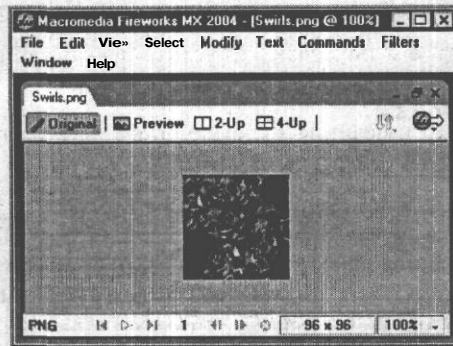 Macromedia Fireworks MX 2004 - [Swirls.png @ 100%]
File Edit Vie» Select Modify Text Commands Filters
Window Help
Swirls.png
Original Preview 2-Up 4-Up
PNG 1 96 x 96 100%